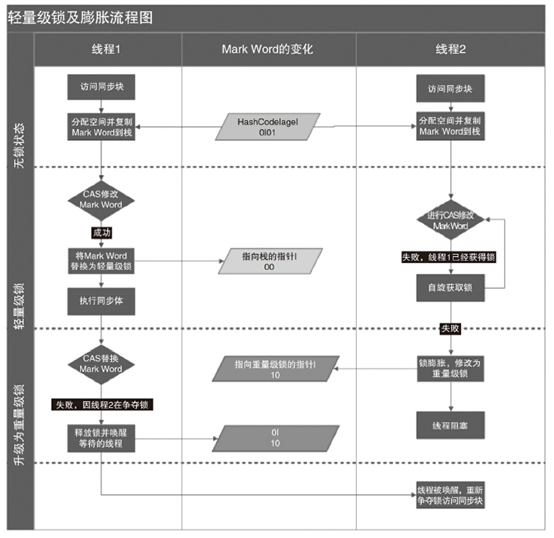 轻量级锁及膨胀流程图
线程1
Mark Word的变化
线程2
无锁状态
访问同步块
访问同步块
分配空间并复制
Mark Word到栈
HashCode|age|
0|01
分配空间并复制
Mark Word到栈
轻量级锁
CAS修改
Mark Word
成功
将Mark Word
替换为轻量级锁
指向栈的指针|
00
执行同步体
进行CAS修改
MarkWord
失败，线程1已经获得锁
自旋获取锁
失败
升级为重量级锁
CAS替换
Mark Word
指向重量级锁的指针|
10
锁膨胀，修改为
重量级锁
失败，因线程2在争夺锁
释放锁并唤醒
等待的线程
0|
10
线程阻塞
线程被唤醒，重新
争夺锁访问同步块